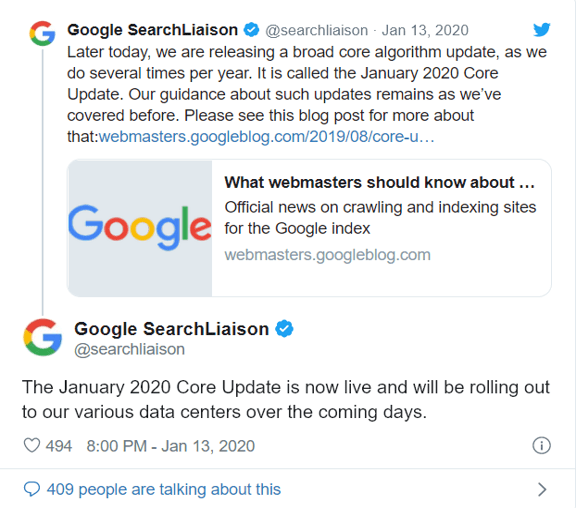 Google SearchLiaison @searchliaison · Jan 13, 2020
Later today, we are releasing a broad core algorithm update, as we
do several times per year. It is called the January 2020 Core
Update. Our guidance about such updates remains as we’ve
covered before. Please see this blog post for more about
that:webmasters.googleblog.com/2019/08/core-u…
Google
What webmasters should know about ...
Official news on crawling and indexing sites
for the Google index
webmasters.googleblog.com
Google SearchLiaison
@searchliaison
The January 2020 Core Update is now live and will be rolling out
to our various data centers over the coming days.
494 8:00 PM - Jan 13, 2020
409 people are talking about this